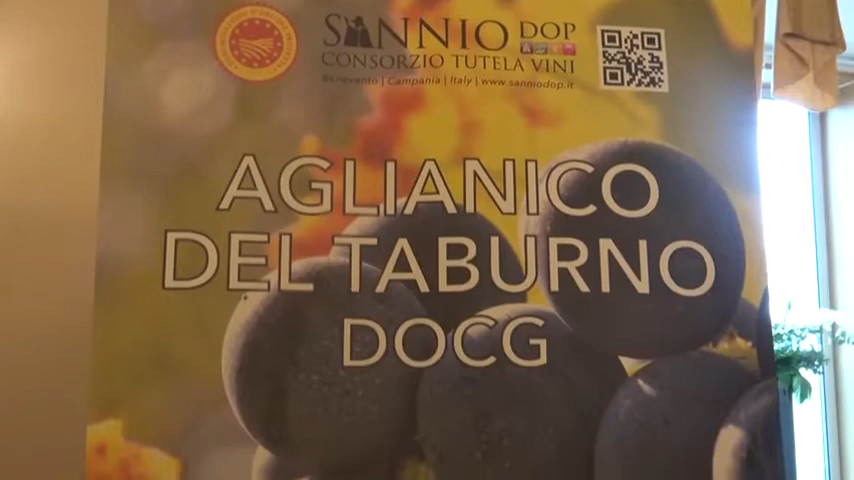 SANNIO DOP
CONSORZIO TUTELA VINI
Benevento | Campania | Italy | www.sanniodop.it
AGLIANICO
DEL TABURNO
DOCG